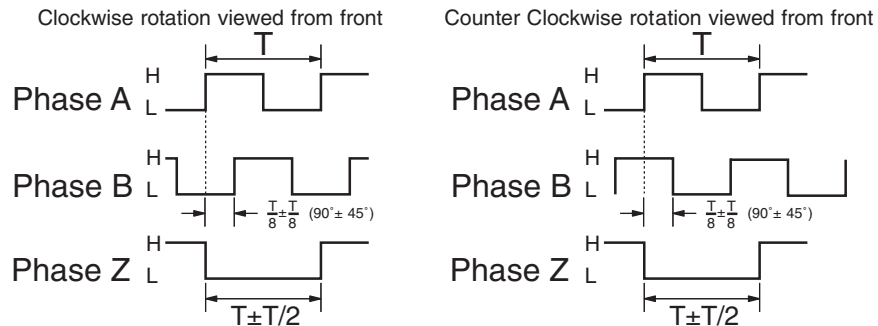 Clockwise rotation viewed from front
T
H
Phase A L
H
Phase B L
T/8±T/8 (90°± 45°)
H
Phase Z L
T±T/2
Counter Clockwise rotation viewed from front
T
H
Phase A L
H
Phase B L
T/8±T/8 (90°± 45°)
H
Phase Z L
T±T/2